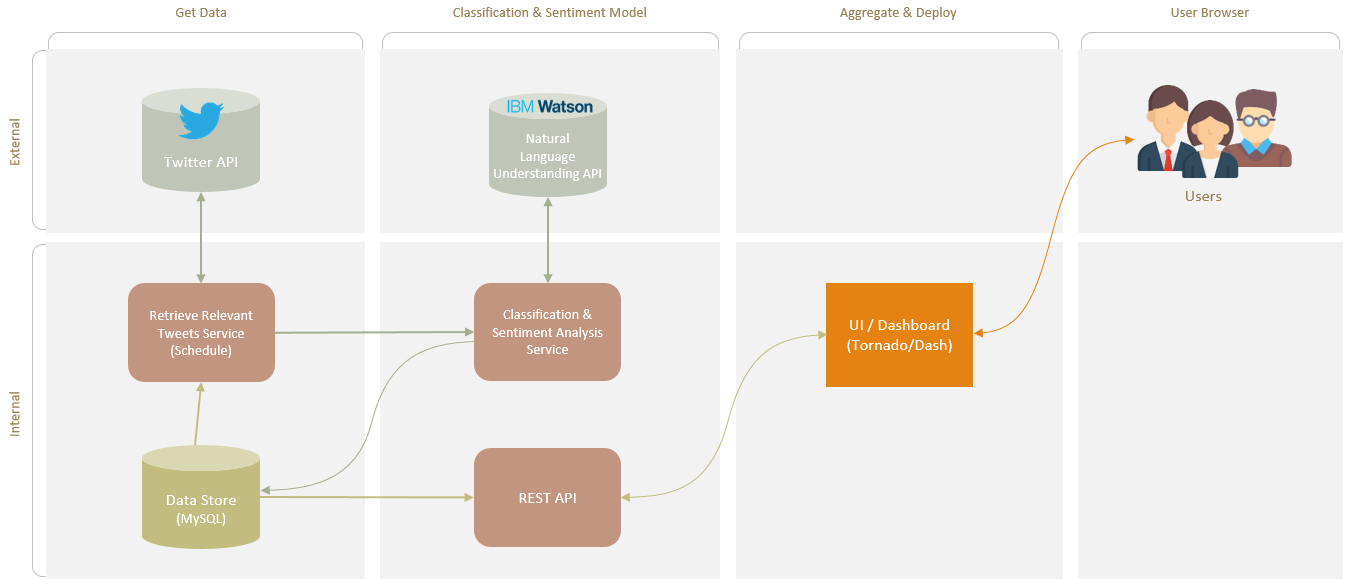 Get Data
Classification & Sentiment Model
Aggregate & Deploy
User Browser
External
Twitter API
IBM Watson
Natural
Language
Understanding API
Users
Internal
Retrieve Relevant
Tweets Service
(Schedule)
Classification &
Sentiment Analysis
Service
UI / Dashboard
(Tornado/Dash)
Data Store
(MySQL)
REST API